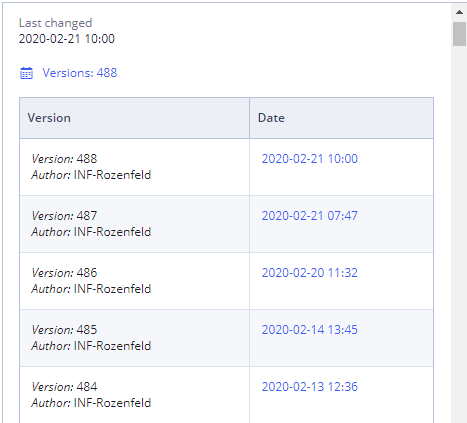 Last changed
2020-02-21 10:00
Versions: 488
Version Date
Version: 488 2020-02-21 10:00
Author: INF-Rozenfeld
Version: 487 2020-02-21 07:47
Author: INF-Rozenfeld
Version: 486 2020-02-20 11:32
Author: INF-Rozenfeld
Version: 485 2020-02-14 13:45
Author: INF-Rozenfeld
Version: 484 2020-02-13 12:36
Author: INF-Rozenfeld